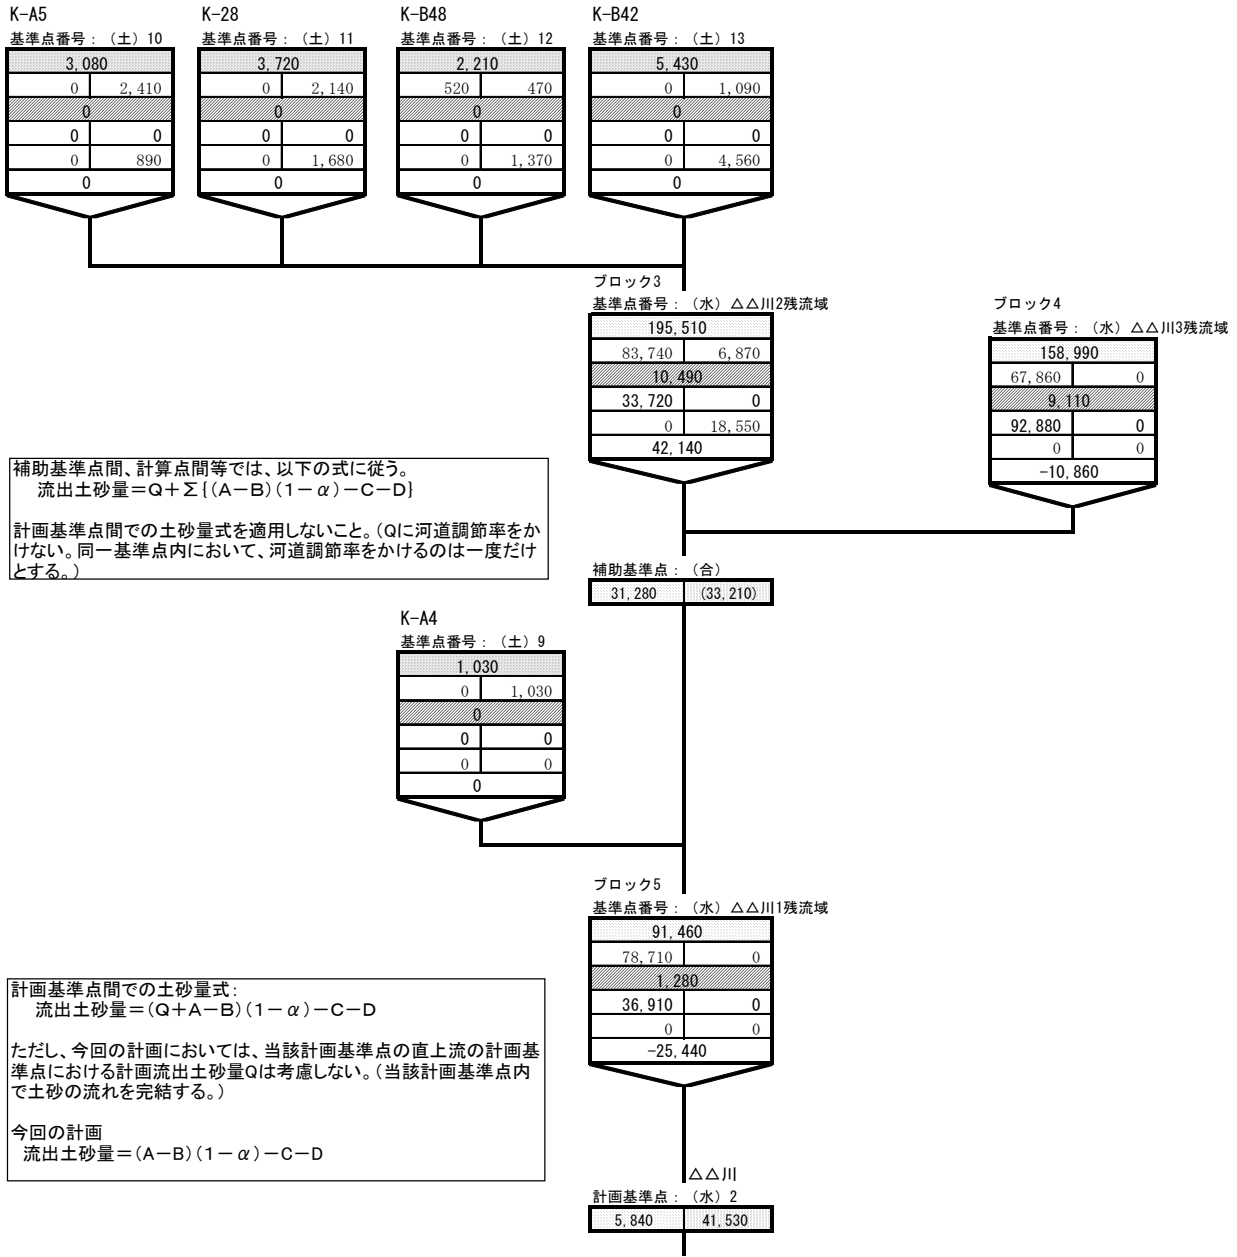 K-A5
基準点番号：（土）10
3,080
0 2,410
0
0 0
0 890
0
K-28
基準点番号：（土）11
3,720
0 2,140
0
0 0
0 1,680
0
K-B48
基準点番号：（土）12
2,210
520 470
0
0 0
0 1,370
0
K-B42
基準点番号：（土）13
5,430
0 1,090
0
0 0
0 4,560
0
ブロック3
基準点番号：（水）△△川2残流域
195,510
83,740 6,870
10,490
33,720 0
0 18,550
42,140
ブロック4
基準点番号：（水）△△川3残流域
158,990
67,860 0
9,110
92,880 0
0 0
-10,860
補助基準点間、計算点間等では、以下の式に従う。
流出土砂量＝Q＋Σ{(A－B)(1－α)－C－D}
計画基準点間での土砂量式を適用しないこと。（Qに河道調節率をか
けない。同一基準点内において、河道調節率をかけるのは一度だけ
とする。）
補助基準点：（合）
31,280 (33,210)
K-A4
基準点番号：（土）9
1,030
0 1,030
0
0 0
0 0
0
ブロック5
基準点番号：（水）△△川1残流域
91,460
78,710 0
1,280
36,910 0
0 0
-25,440
計画基準点間での土砂量式：
流出土砂量＝(Q＋A－B)(1－α)－C－D
ただし、今回の計画においては、当該計画基準点の直上流の計画基
準点における計画流出土砂量Qは考慮しない。（当該計画基準点内
で土砂の流れを完結する。）
今回の計画
流出土砂量＝(A－B)(1－α)－C－D
△△川
計画基準点：（水）2
5,840 41,530